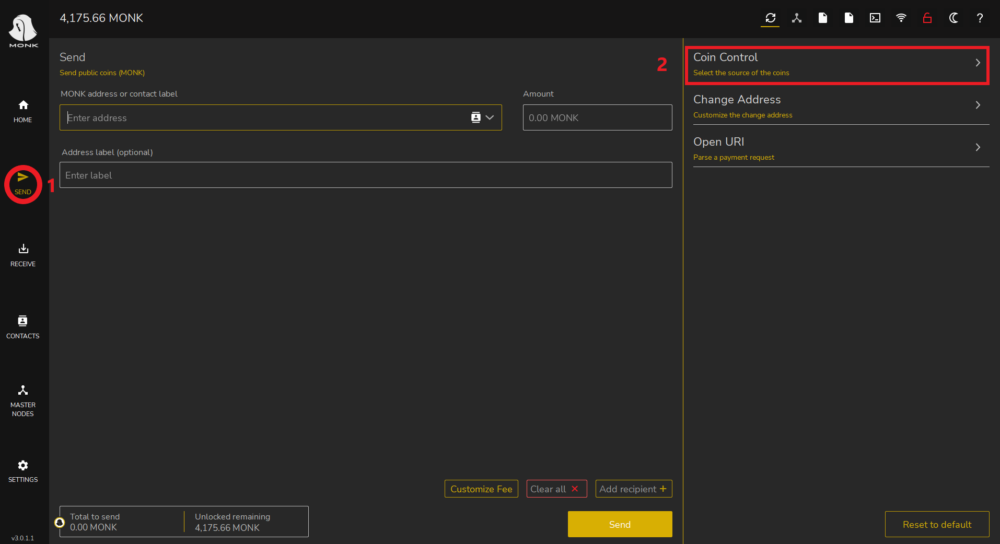 MONK
4,175.66 MONK
?
HOME
1
SEND
RECEIVE
CONTACTS
MASTER
NODES
SETTINGS
v3.0.1.1
Send
Send public coins (MONK)
2
MONK address or contact label
Amount
Enter address
0.00 MONK
Address label (optional)
Enter label
Customize Fee
Clear all ✕
Add recipient +
Total to send
0.00 MONK
Unlocked remaining
4,175.66 MONK
Send
Coin Control
Select the source of the coins
Change Address
Customize the change address
Open URI
Parse a payment request
Reset to default